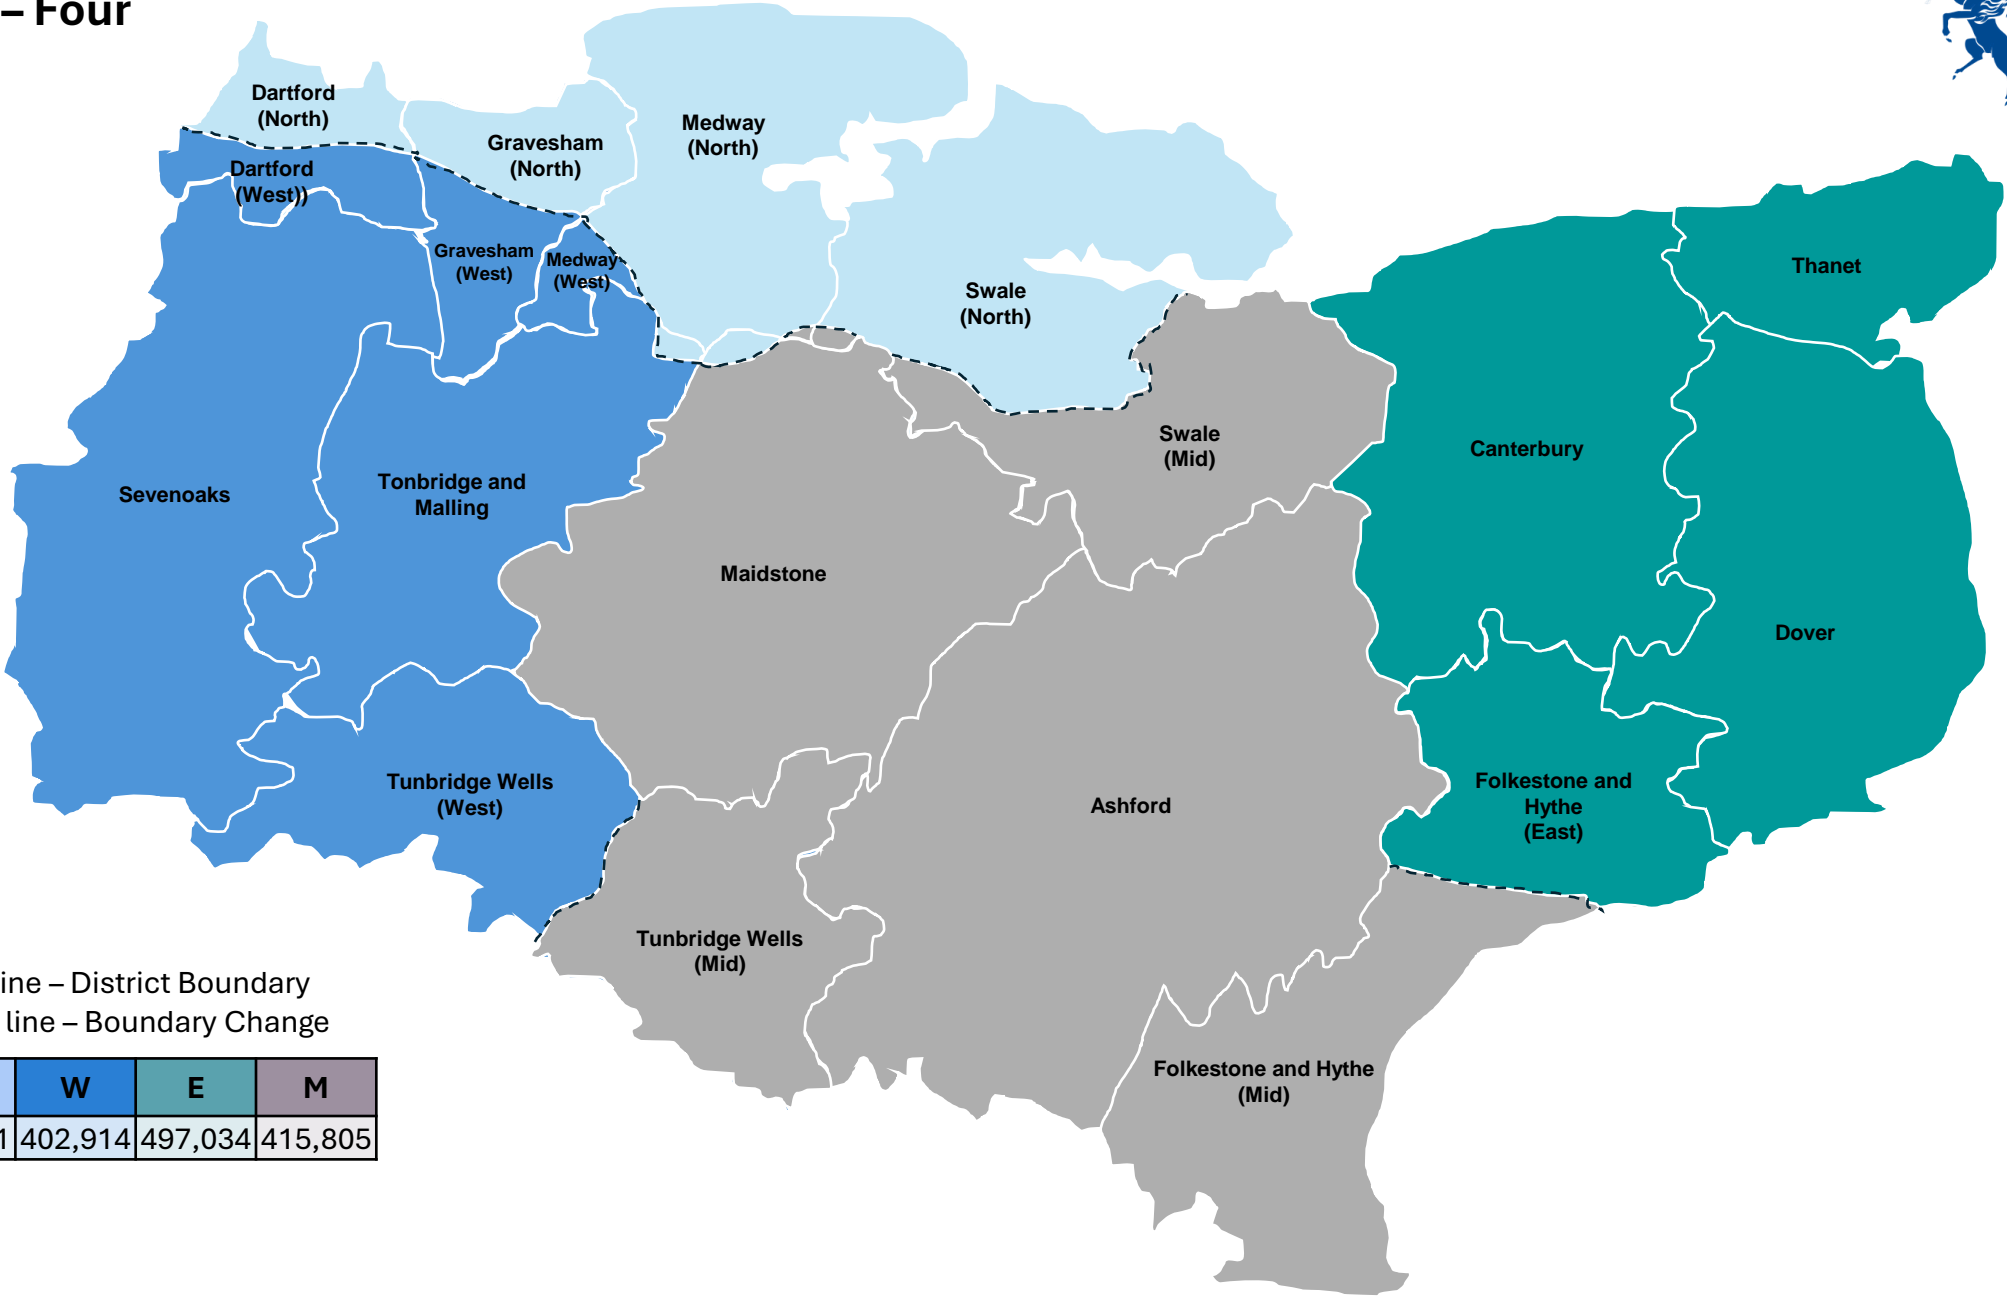 – Four
Dartford
(North)
Gravesham
(North)
Medway
(North)
Dartford
(West))
Gravesham
(West)
Medway
(West)
Swale
(North)
Thanet
Swale
(Mid)
Canterbury
Sevenoaks
Tonbridge and
Malling
Maidstone
Dover
Tunbridge Wells
(West)
Ashford
Folkestone and
Hythe
(East)
Tunbridge Wells
(Mid)
Folkestone and Hythe
(Mid)
ine – District Boundary
line – Boundary Change
W E M
1 402,914 497,034 415,805